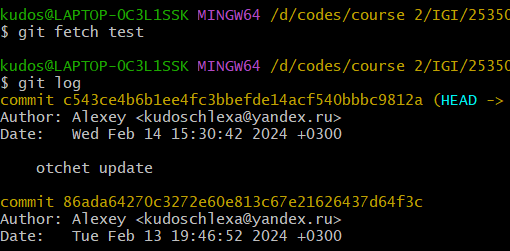 kudos@LAPTOP-OC3L1SSK MINGW64 /d/codes/course 2/IGI/25350
$ git fetch test
kudos@LAPTOP-OC3L1SSK MINGW64 /d/codes/course 2/IGI/25350
$ git log
commit c543ce4b6b1ee4fc3bbefde14acf540bbbc9812a (HEAD ->
Author: Alexey <kudoschlexa@yandex.ru>
Date: Wed Feb 14 15:30:42 2024 +0300
otchet update
commit 86ada64270c3272e60e813c67e21626437d64f3c
Author: Alexey <kudoschlexa@yandex.ru>
Date: Tue Feb 13 19:46:52 2024 +0300